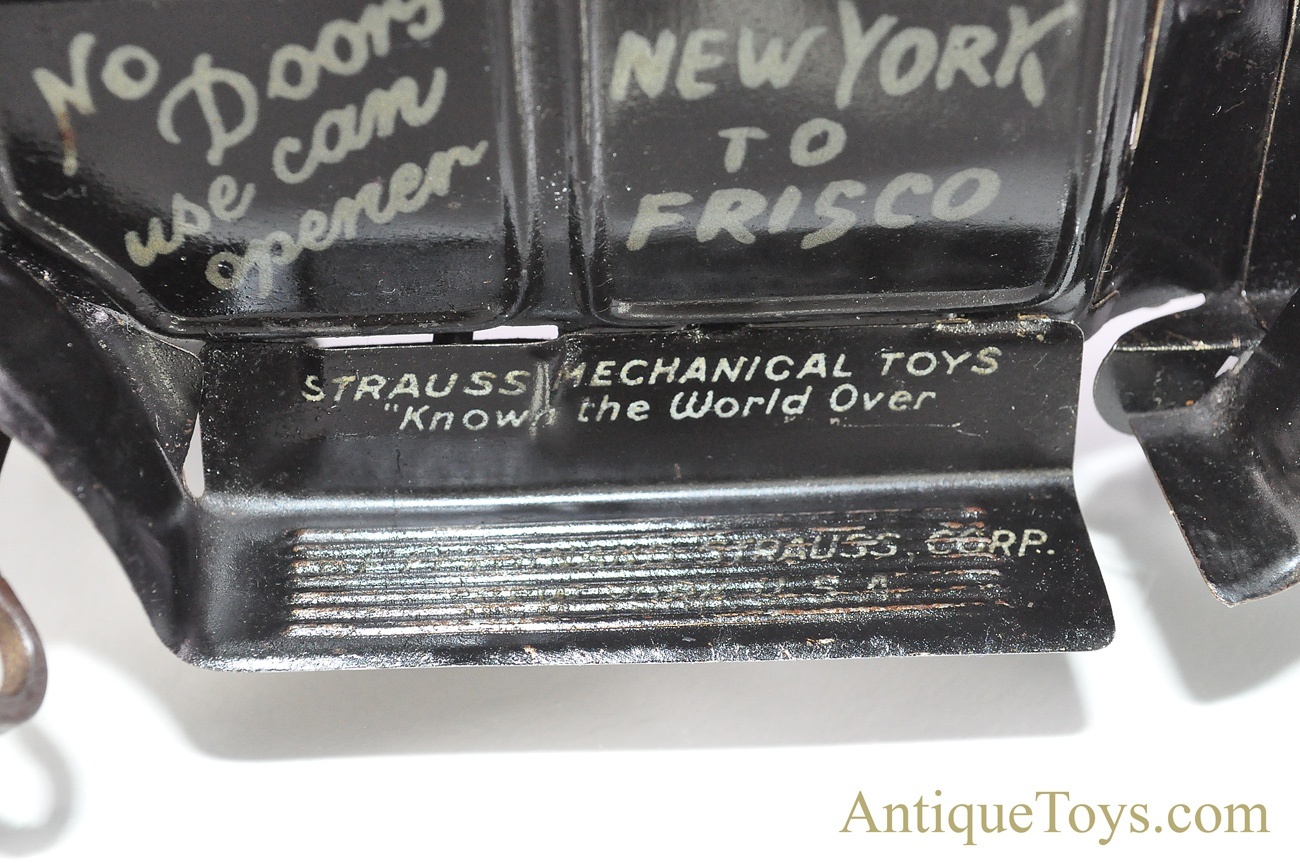 No Doors
use can
opener
NEW YORK
TO
FRISCO
STRAUSS MECHANICAL TOYS
"Known the World Over"
STRAUSS CORP.
U.S.A.
AntiqueToys.com